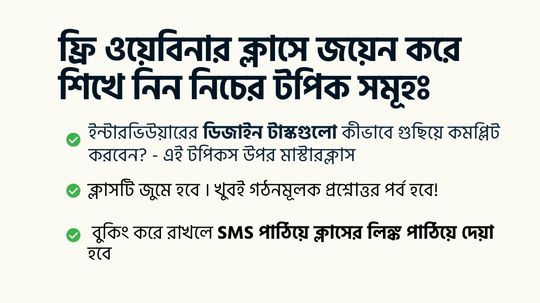 ফ্রি ওয়েবিনার ক্লাসে জয়েন করে
শিখে নিন নিচের টপিক সমূহঃ
ইন্টারভিউয়ারের ডিজাইন টাস্কগুলো কীভাবে গুছিয়ে কমপ্লিট
করবেন? - এই টপিকস উপর মাস্টারক্লাস
ক্লাসটি জুমে হবে । খুবই গঠনমূলক প্রশ্নোত্তর পর্ব হবে!
বুকিং করে রাখলে SMS পাঠিয়ে ক্লাসের লিঙ্ক পাঠিয়ে দেয়া
হবে